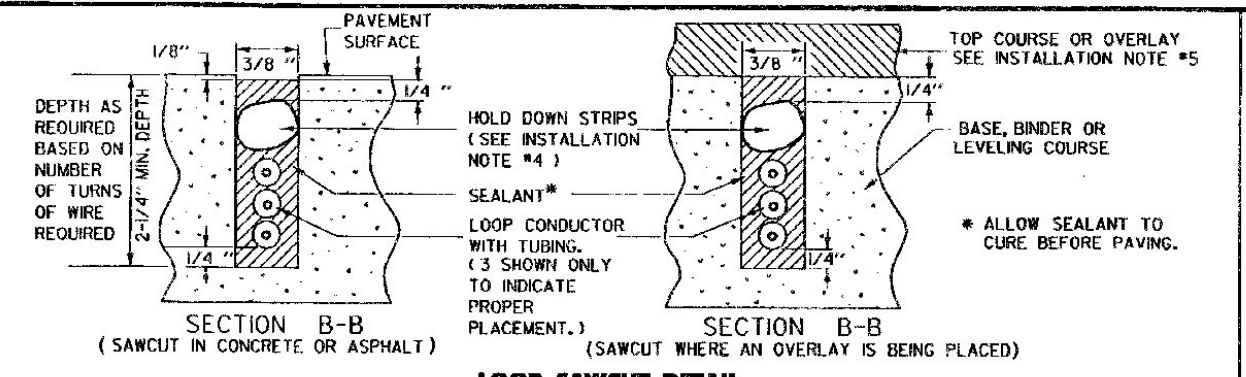 PAVEMENT
SURFACE
1/8"
3/8 "
1/4 "
DEPTH AS
REQUIRED
BASED ON
NUMBER
OF TURNS
OF WIRE
REQUIRED
2-1/4" MIN. DEPTH
1/4 "
SECTION B-B
( SAWCUT IN CONCRETE OR ASPHALT )
HOLD DOWN STRIPS
( SEE INSTALLATION
NOTE #4 )
SEALANT*
LOOP CONDUCTOR
WITH TUBING.
( 3 SHOWN ONLY
TO INDICATE
PROPER
PLACEMENT. )
3/8 "
TOP COURSE OR OVERLAY
SEE INSTALLATION NOTE #5
1/4"
BASE, BINDER OR
LEVELING COURSE
* ALLOW SEALANT TO
CURE BEFORE PAVING.
1/4"
SECTION B-B
(SAWCUT WHERE AN OVERLAY IS BEING PLACED)
LOOP SAWCUT DETAIL